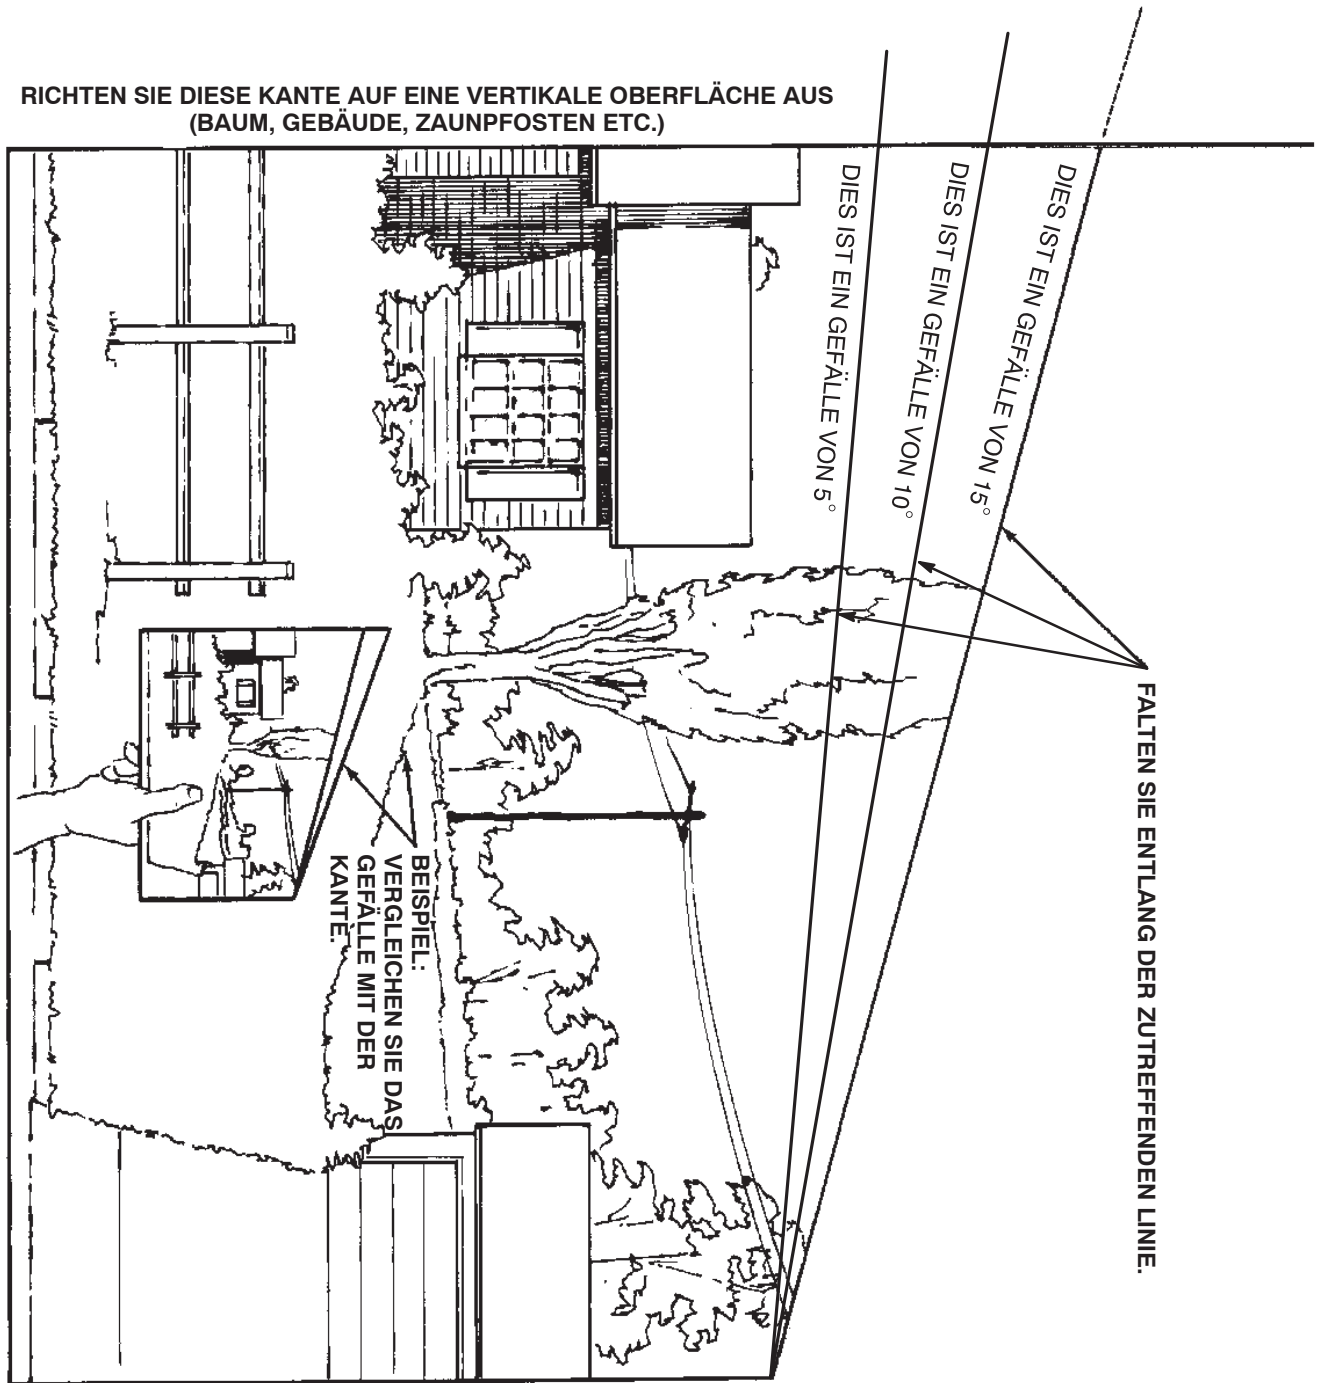 RICHTEN SIE DIESE KANTE AUF EINE VERTIKALE OBERFLÄCHE AUS
(BAUM, GEBÄUDE, ZAUNPFOSTEN ETC.)
DIES IST EIN GEFÄLLE VON 15°
DIES IST EIN GEFÄLLE VON 10°
DIES IST EIN GEFÄLLE VON 5°
FALTEN SIE ENTLANG DER ZUTREFFENDEN LINIE.
BEISPIEL:
VERGLEICHEN SIE DAS
GEFÄLLE MIT DER
KANTE.